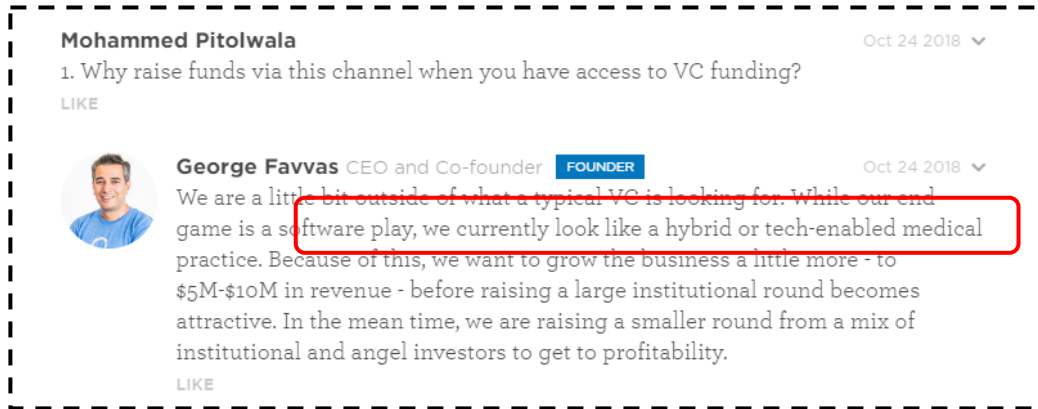 Mohammed Pitolwala Oct 24 2018
1. Why raise funds via this channel when you have access to VC funding?
LIKE
George Favvas CEO and Co-founder FOUNDER Oct 24 2018
We are a little bit outside of what a typical VC is looking for. While our end
game is a software play, we currently look like a hybrid or tech-enabled medical
practice. Because of this, we want to grow the business a little more - to
$5M-$10M in revenue - before raising a large institutional round becomes
attractive. In the mean time, we are raising a smaller round from a mix of
institutional and angel investors to get to profitability.
LIKE